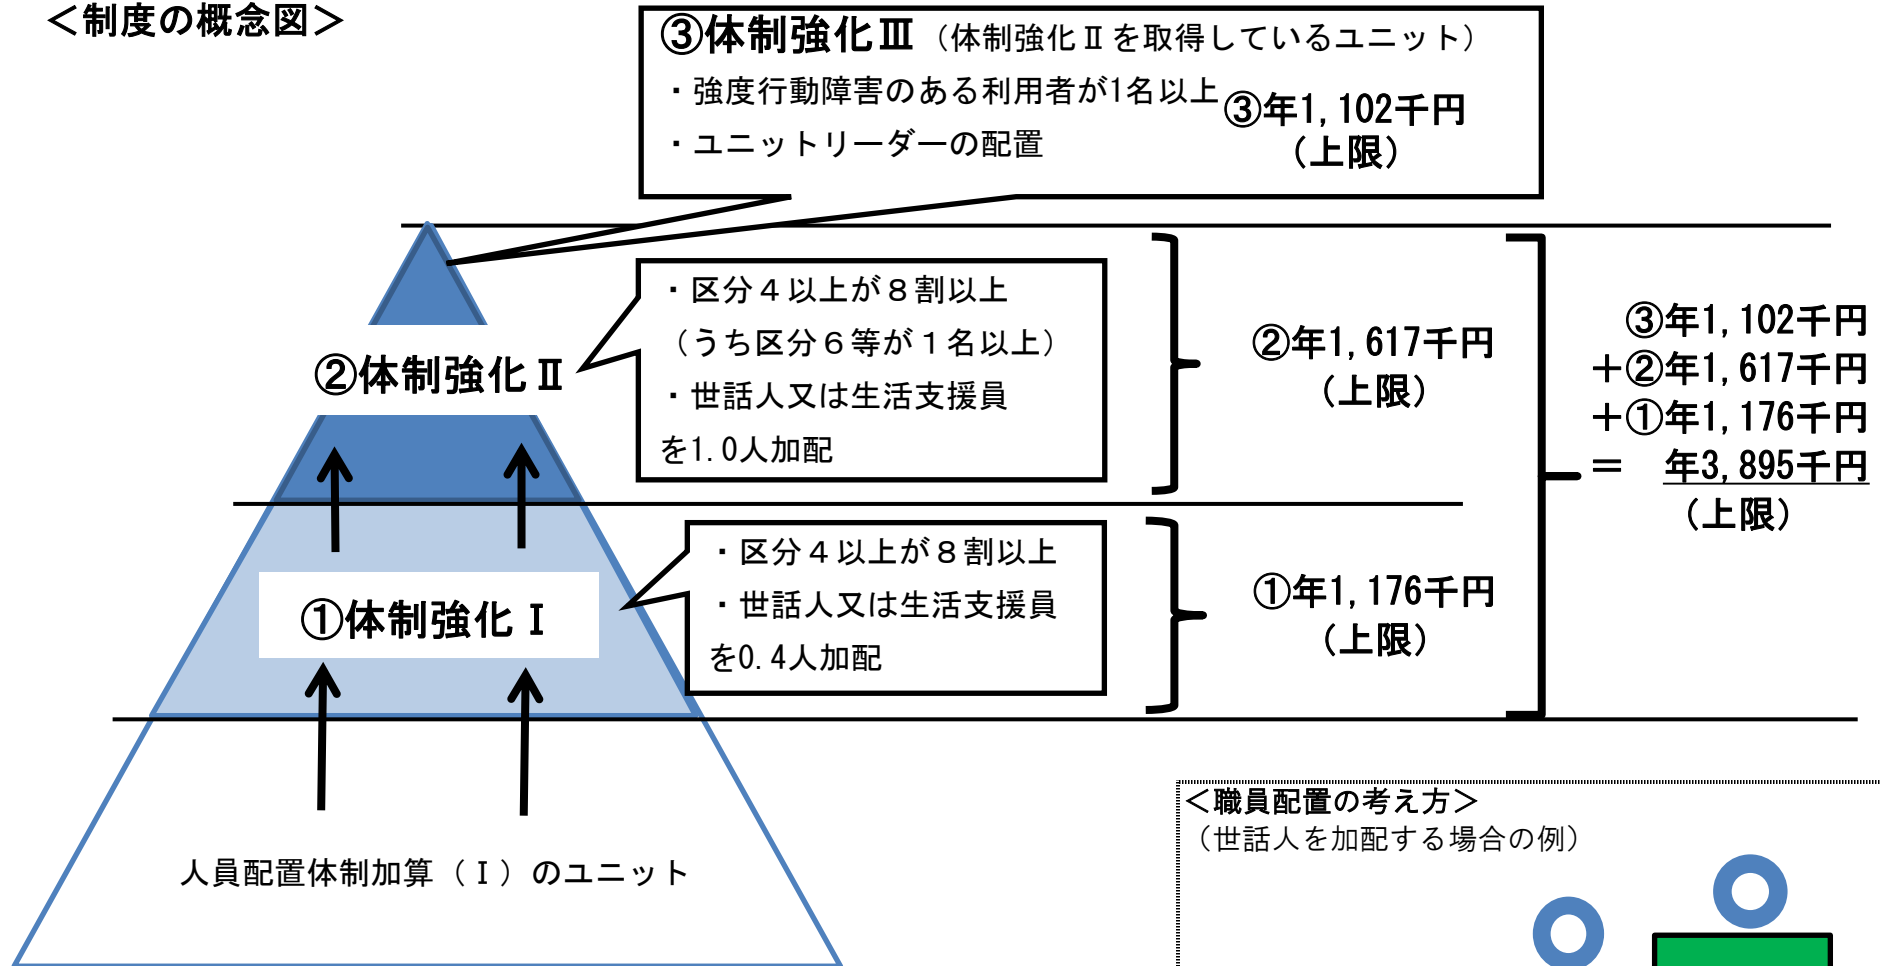 ＜制度の概念図＞
③体制強化Ⅲ（体制強化Ⅱを取得しているユニット）
・強度行動障害のある利用者が1名以上
・ユニットリーダーの配置
③年1,102千円
（上限）
②体制強化Ⅱ
・区分４以上が８割以上
（うち区分６等が１名以上）
・世話人又は生活支援員
を1.0人加配
②年1,617千円
（上限）
③年1,102千円
＋②年1,617千円
＋①年1,176千円
＝　年3,895千円
（上限）
①体制強化Ⅰ
・区分４以上が８割以上
・世話人又は生活支援員
を0.4人加配
①年1,176千円
（上限）
人員配置体制加算（Ⅰ）のユニット
＜職員配置の考え方＞
（世話人を加配する場合の例）